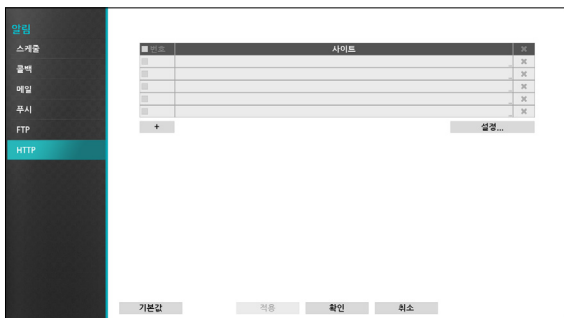 알림
스케줄
콜백
메일
푸시
FTP
HTTP
번호 사이트
+ 설정...
기본값 적용 확인 취소